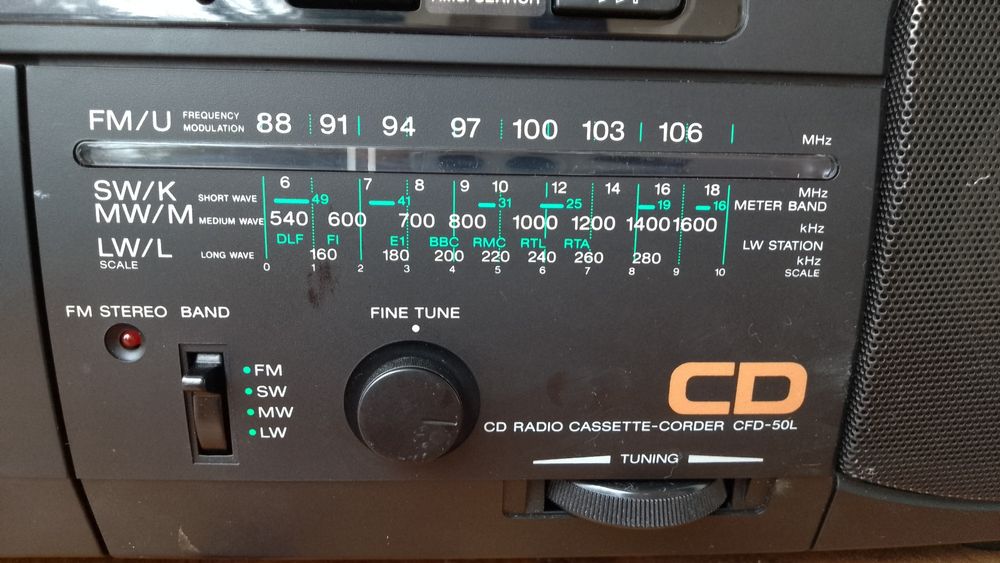 AMS/SEARCH
FM/U FREQUENCY MODULATION 88 91 94 97 100 103 106 MHz
SW/K SHORT WAVE 6 7 8 9 10 12 14 16 18 MHz
49 41 31 25 19 16 METER BAND
MW/M MEDIUM WAVE 540 600 700 800 1000 1200 1400 1600 kHz
DLF FI E1 BBC RMC RTL RTA LW STATION
LW/L LONG WAVE 160 180 200 220 240 260 280 kHz
SCALE 0 1 2 3 4 5 6 7 8 9 10 SCALE
FM STEREO BAND FINE TUNE
FM
SW
MW
LW
CD
CD RADIO CASSETTE-CORDER CFD-50L
TUNING